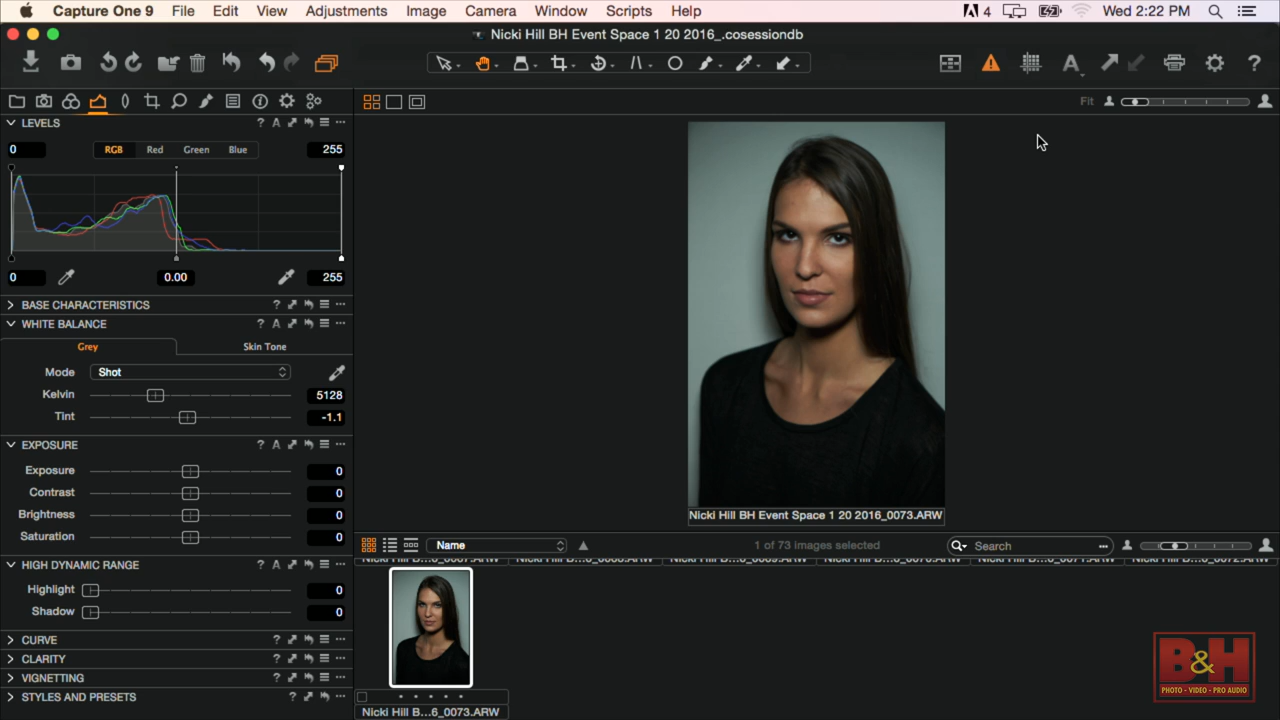 Capture One 9 File Edit View Adjustments Image Camera Window Scripts Help 4 Wed 2:22 PM
Nicki Hill BH Event Space 1 20 2016_.cosessiondb
A ?
Fit
LEVELS ? A
0 RGB Red Green Blue 255
0 0.00 255
BASE CHARACTERISTICS ?
WHITE BALANCE ? A
Grey Skin Tone
Mode Shot
Kelvin 5128
Tint -1.1
EXPOSURE ? A
Exposure 0
Contrast 0
Brightness 0
Saturation 0
HIGH DYNAMIC RANGE ? A
Highlight 0
Shadow 0
CURVE ?
CLARITY ?
VIGNETTING ?
STYLES AND PRESETS ?
Nicki Hill BH Event Space 1 20 2016_0073.ARW
Name 1 of 73 images selected Search
Nicki Hill B...6_0073.ARW
B&H
PHOTO - VIDEO - PRO AUDIO